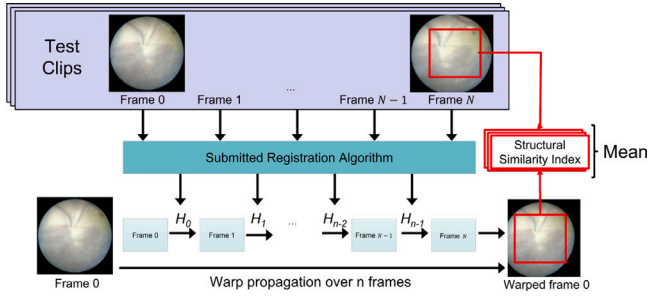 Test
Clips
Frame 0
Frame 1
...
Frame N − 1
Frame N
Submitted Registration Algorithm
Structural
Similarity Index
Mean
H0
H1
...
Hn-2
Hn-1
Frame 0
Frame 1
Frame N − 1
Frame N
Frame 0
Warp propagation over n frames
Warped frame 0